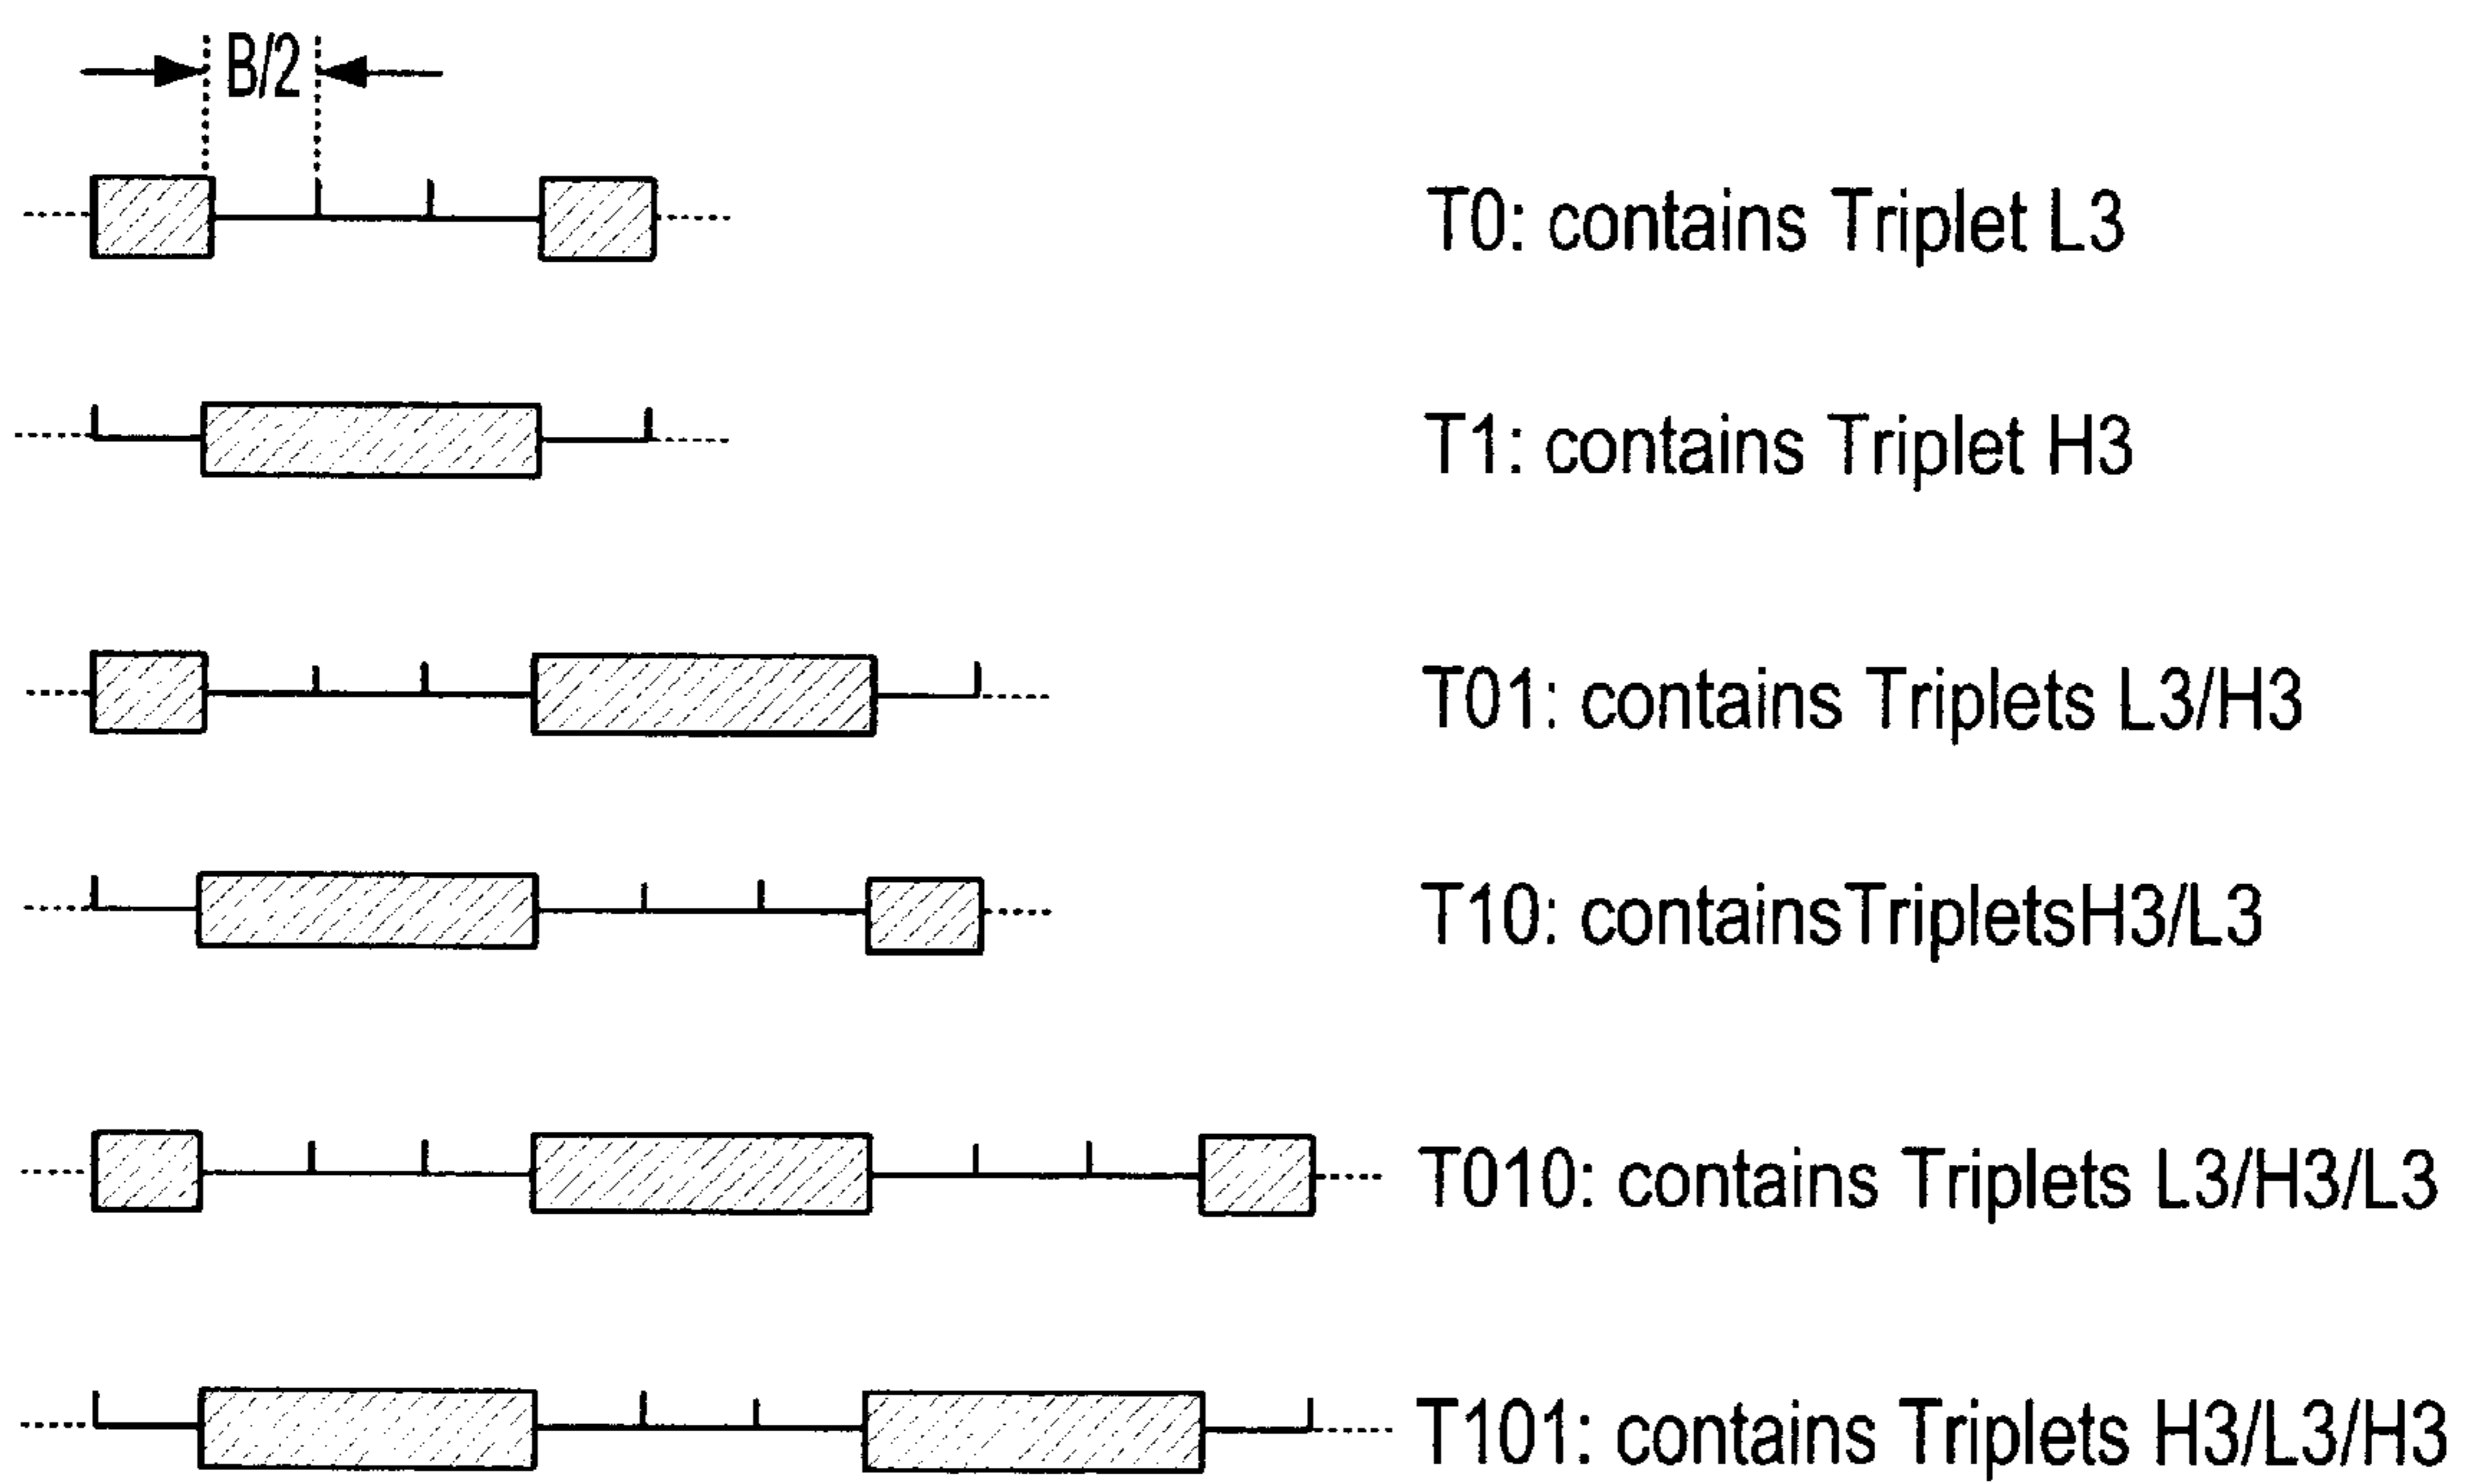 B/2
T0: contains Triplet L3
T1: contains Triplet H3
T01: contains Triplets L3/H3
T10: containsTripletsH3/L3
T010: contains Triplets L3/H3/L3
T101: contains Triplets H3/L3/H3